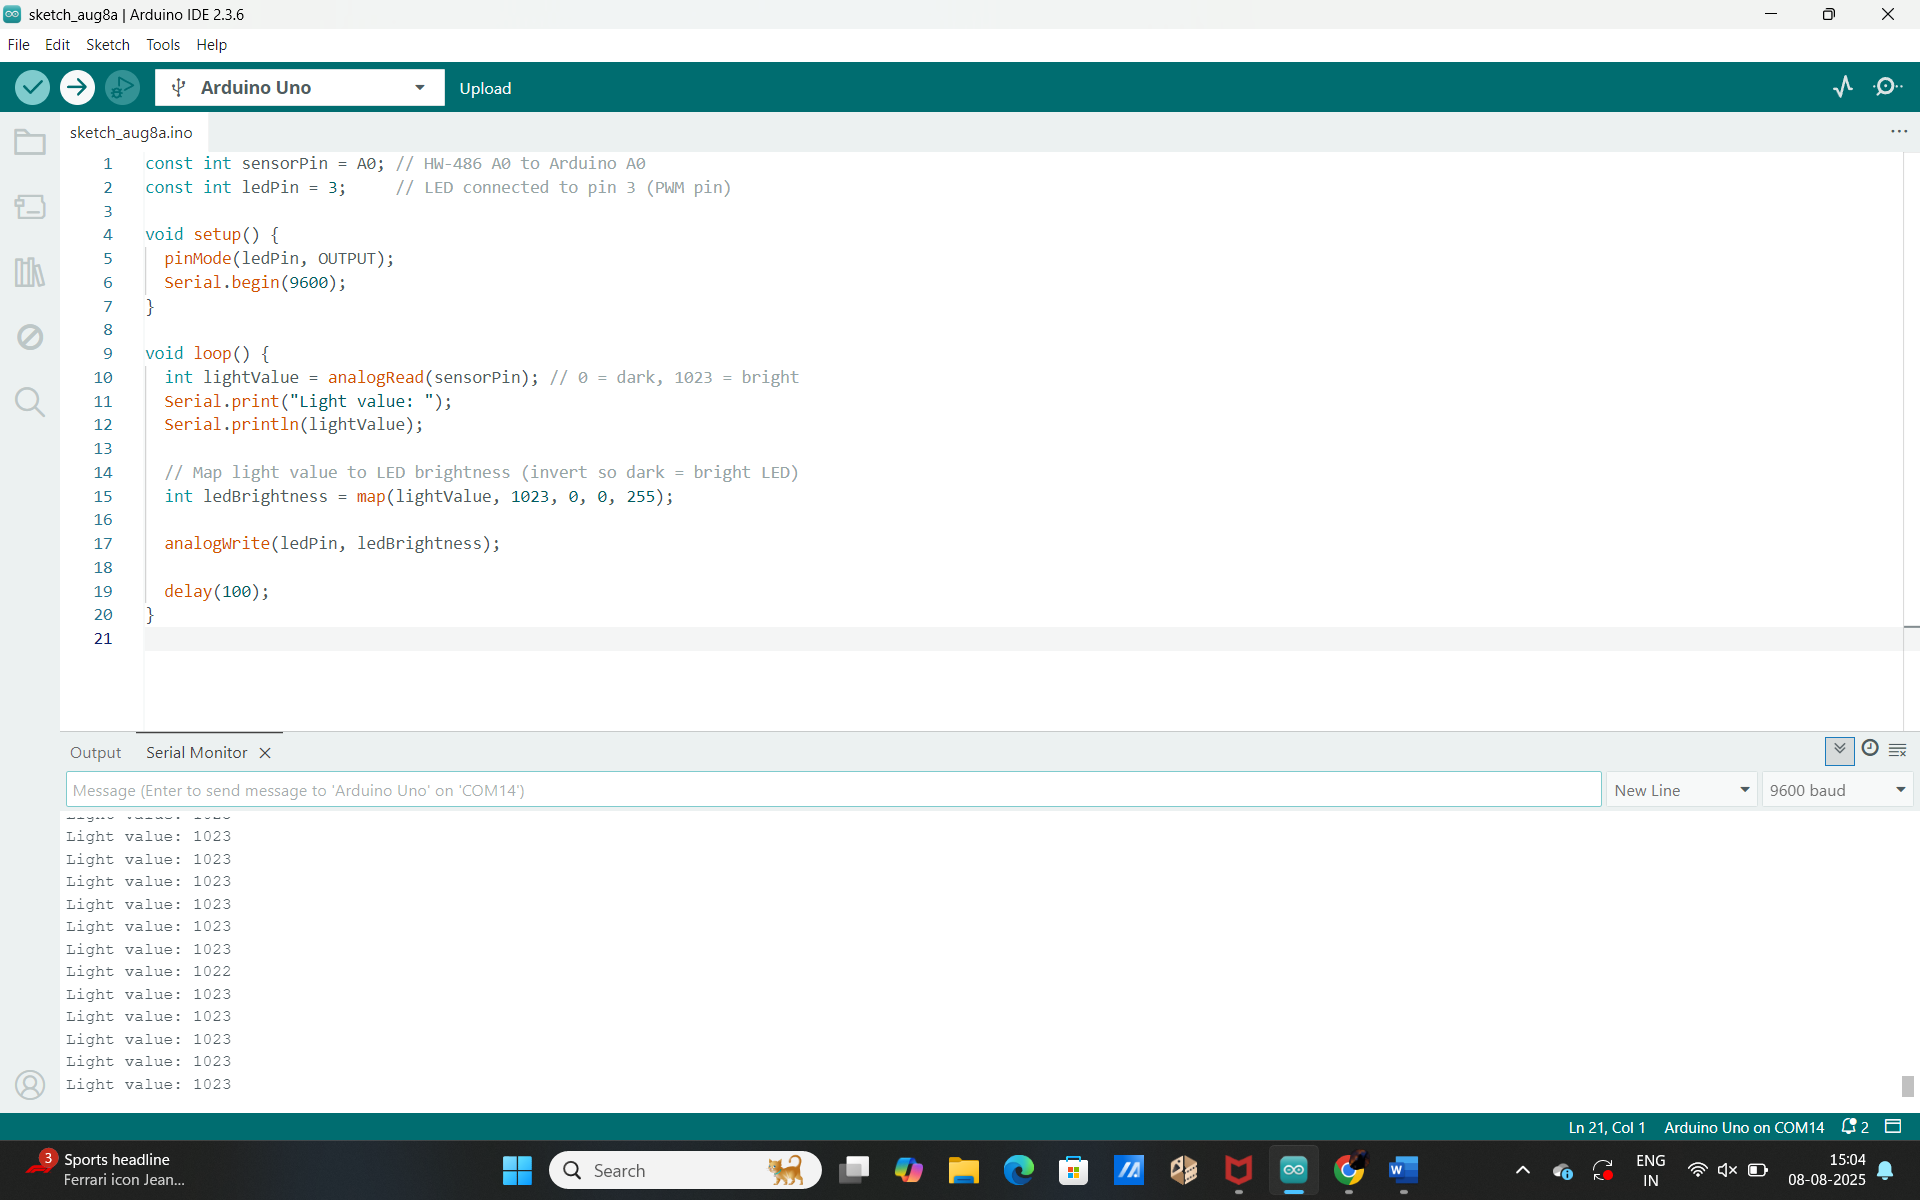 sketch_aug8a | Arduino IDE 2.3.6
File Edit Sketch Tools Help
Arduino Uno
Upload
sketch_aug8a.ino
1 const int sensorPin = A0; // HW-486 A0 to Arduino A0
2 const int ledPin = 3;     // LED connected to pin 3 (PWM pin)
3
4 void setup() {
5   pinMode(ledPin, OUTPUT);
6   Serial.begin(9600);
7 }
8
9 void loop() {
10   int lightValue = analogRead(sensorPin); // 0 = dark, 1023 = bright
11   Serial.print("Light value: ");
12   Serial.println(lightValue);
13
14   // Map light value to LED brightness (invert so dark = bright LED)
15   int ledBrightness = map(lightValue, 1023, 0, 0, 255);
16
17   analogWrite(ledPin, ledBrightness);
18
19   delay(100);
20 }
21
Output Serial Monitor
Message (Enter to send message to 'Arduino Uno' on 'COM14')
New Line
9600 baud
Light value: 1023
Light value: 1023
Light value: 1023
Light value: 1023
Light value: 1023
Light value: 1023
Light value: 1022
Light value: 1023
Light value: 1023
Light value: 1023
Light value: 1023
Light value: 1023
Ln 21, Col 1 Arduino Uno on COM14 2
3
Sports headline
Ferrari icon Jean...
Search
ENG
IN
15:04
08-08-2025